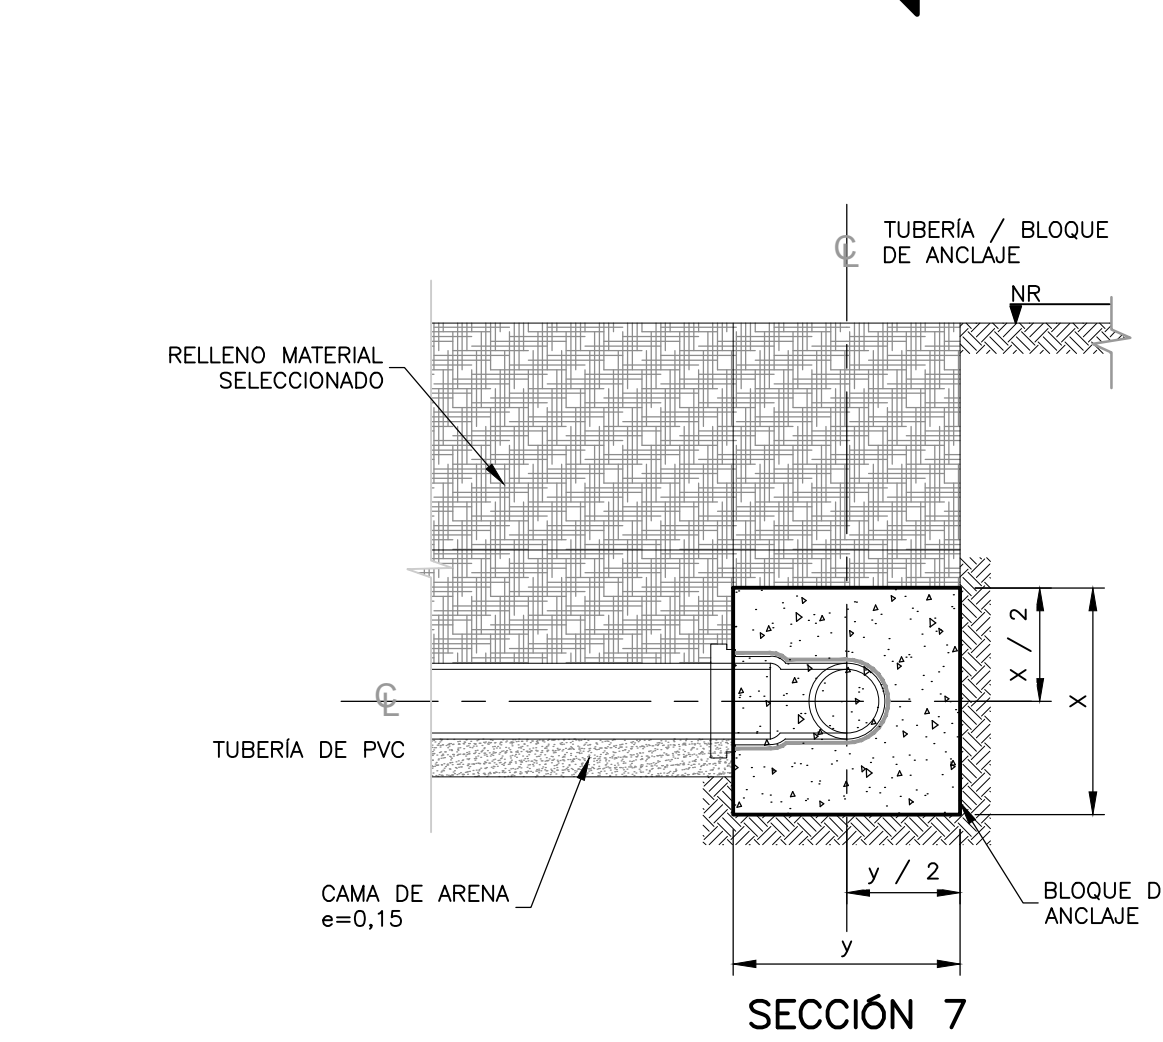 TUBERÍA / BLOQUE
DE ANCLAJE
℄
NR
RELLENO MATERIAL
SELECCIONADO
X / 2
X
℄
TUBERÍA DE PVC
y / 2
CAMA DE ARENA
e=0,15
BLOQUE D
ANCLAJE
y
SECCIÓN 7